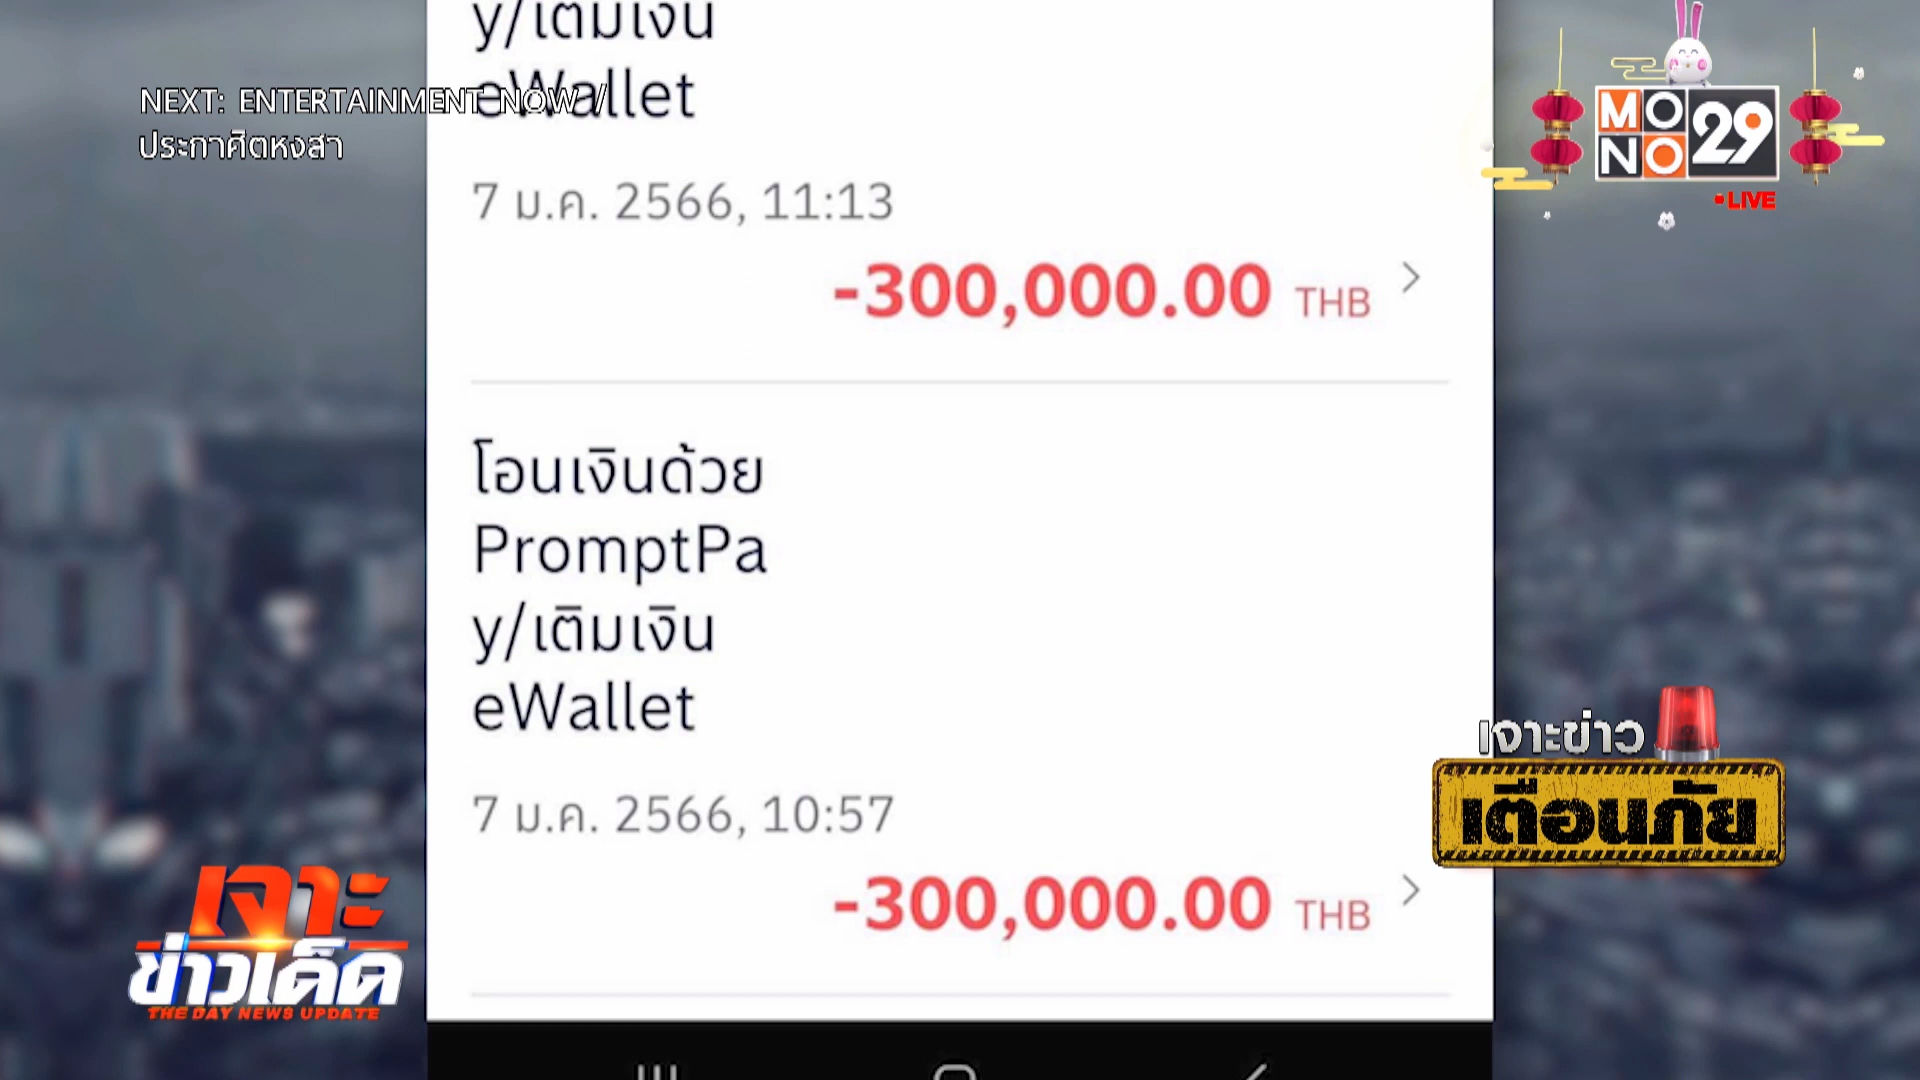 y/เติมเงิน
eWallet
NEXT: ENTERTAINMENT NOW //
ประกาศิตหงสา
MONO 29
LIVE
7 ม.ค. 2566, 11:13
-300,000.00 THB
โอนเงินด้วย
PromptPa
y/เติมเงิน
eWallet
7 ม.ค. 2566, 10:57
-300,000.00 THB
เจาะข่าว
เตือนภัย
เจาะ
ข่าวเด็ด
THE DAY NEWS UPDATE